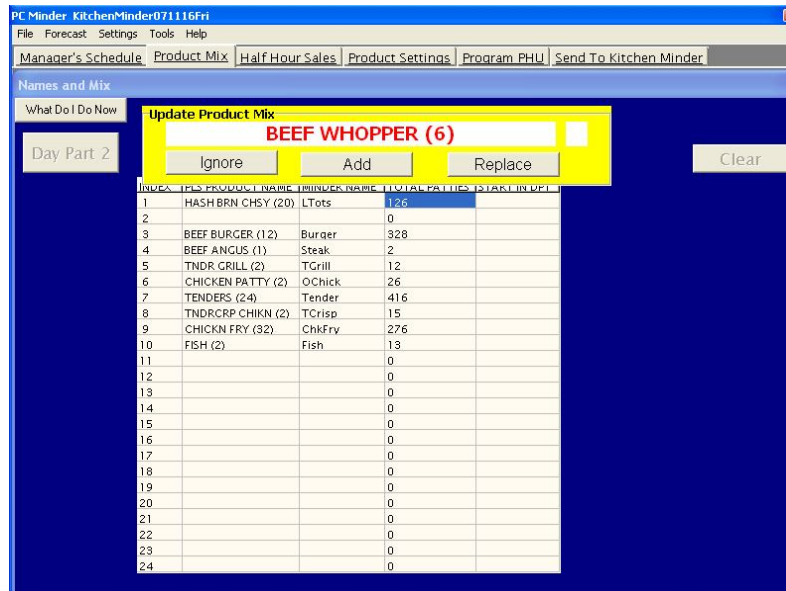 PC Minder KitchenMinder071116Fri
File Forecast Settings Tools Help
Manager's Schedule Product Mix Half Hour Sales Product Settings Program PHU Send To Kitchen Minder
Names and Mix
What Do I Do Now
Update Product Mix
BEEF WHOPPER (6)
Day Part 2
Ignore Add Replace
Clear
INDEX PLS PRODUCT NAME MINDER NAME TOTAL PATTIES START IN DPT
1 HASH BRN CHSY (20) LTots 126
2 0
3 BEEF BURGER (12) Burger 328
4 BEEF ANGUS (1) Steak 2
5 TNDR GRILL (2) TGrill 12
6 CHICKEN PATTY (2) OChick 26
7 TENDERS (24) Tender 416
8 TNDRCRP CHIKN (2) TCrisp 15
9 CHICKN FRY (32) ChkFry 276
10 FISH (2) Fish 13
11 0
12 0
13 0
14 0
15 0
16 0
17 0
18 0
19 0
20 0
21 0
22 0
23 0
24 0